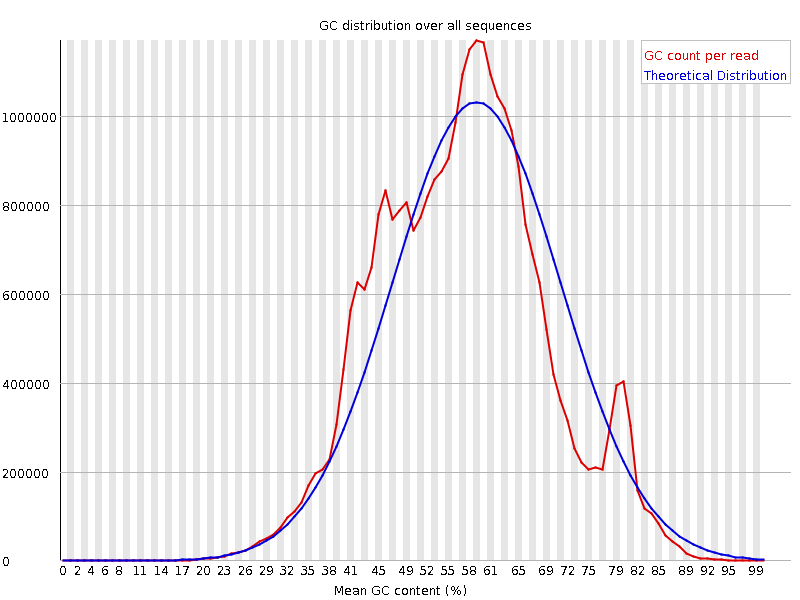 GC distribution over all sequences
GC count per read
Theoretical Distribution
1000000
800000
600000
400000
200000
0
0 2 4 6 8 11 14 17 20 23 26 29 32 35 38 41 45 49 52 55 58 61 65 69 72 75 79 82 85 89 92 95 99
Mean GC content (%)